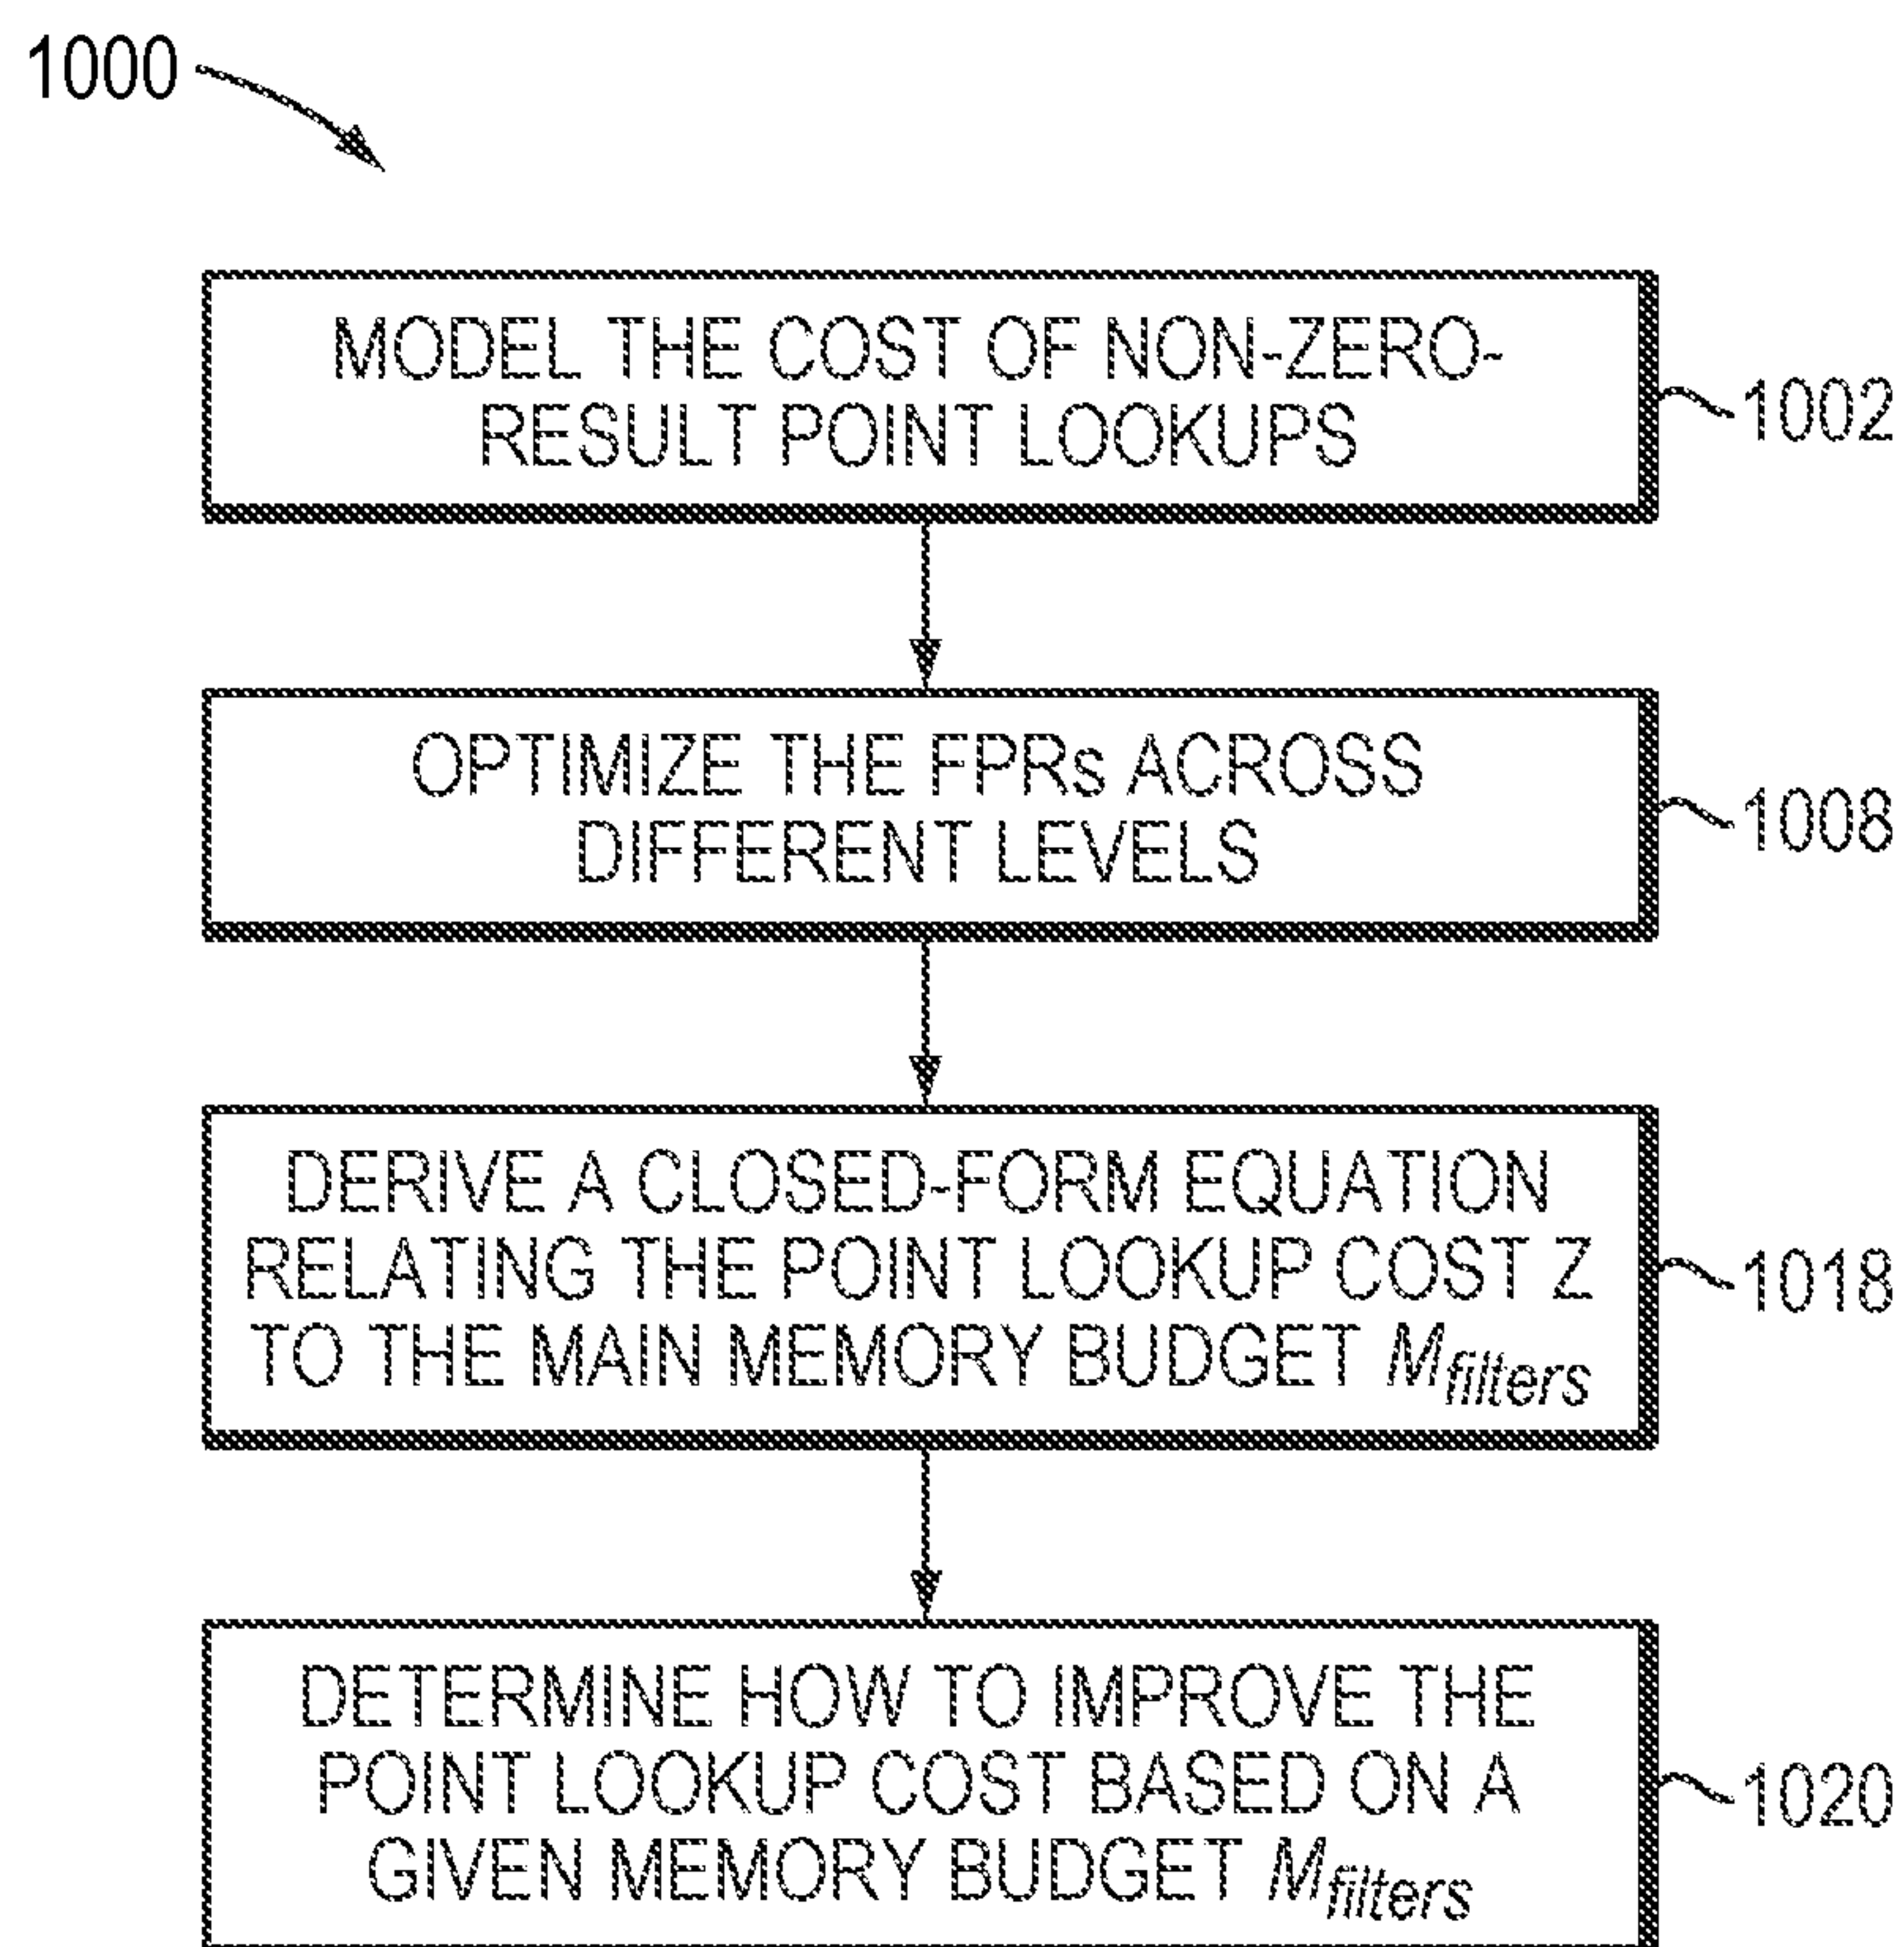 1000
MODEL THE COST OF NON-ZERO-
RESULT POINT LOOKUPS
1002
OPTIMIZE THE FPRs ACROSS
DIFFERENT LEVELS
1008
DERIVE A CLOSED-FORM EQUATION
RELATING THE POINT LOOKUP COST Z
TO THE MAIN MEMORY BUDGET Mfilters
1018
DETERMINE HOW TO IMPROVE THE
POINT LOOKUP COST BASED ON A
GIVEN MEMORY BUDGET Mfilters
1020